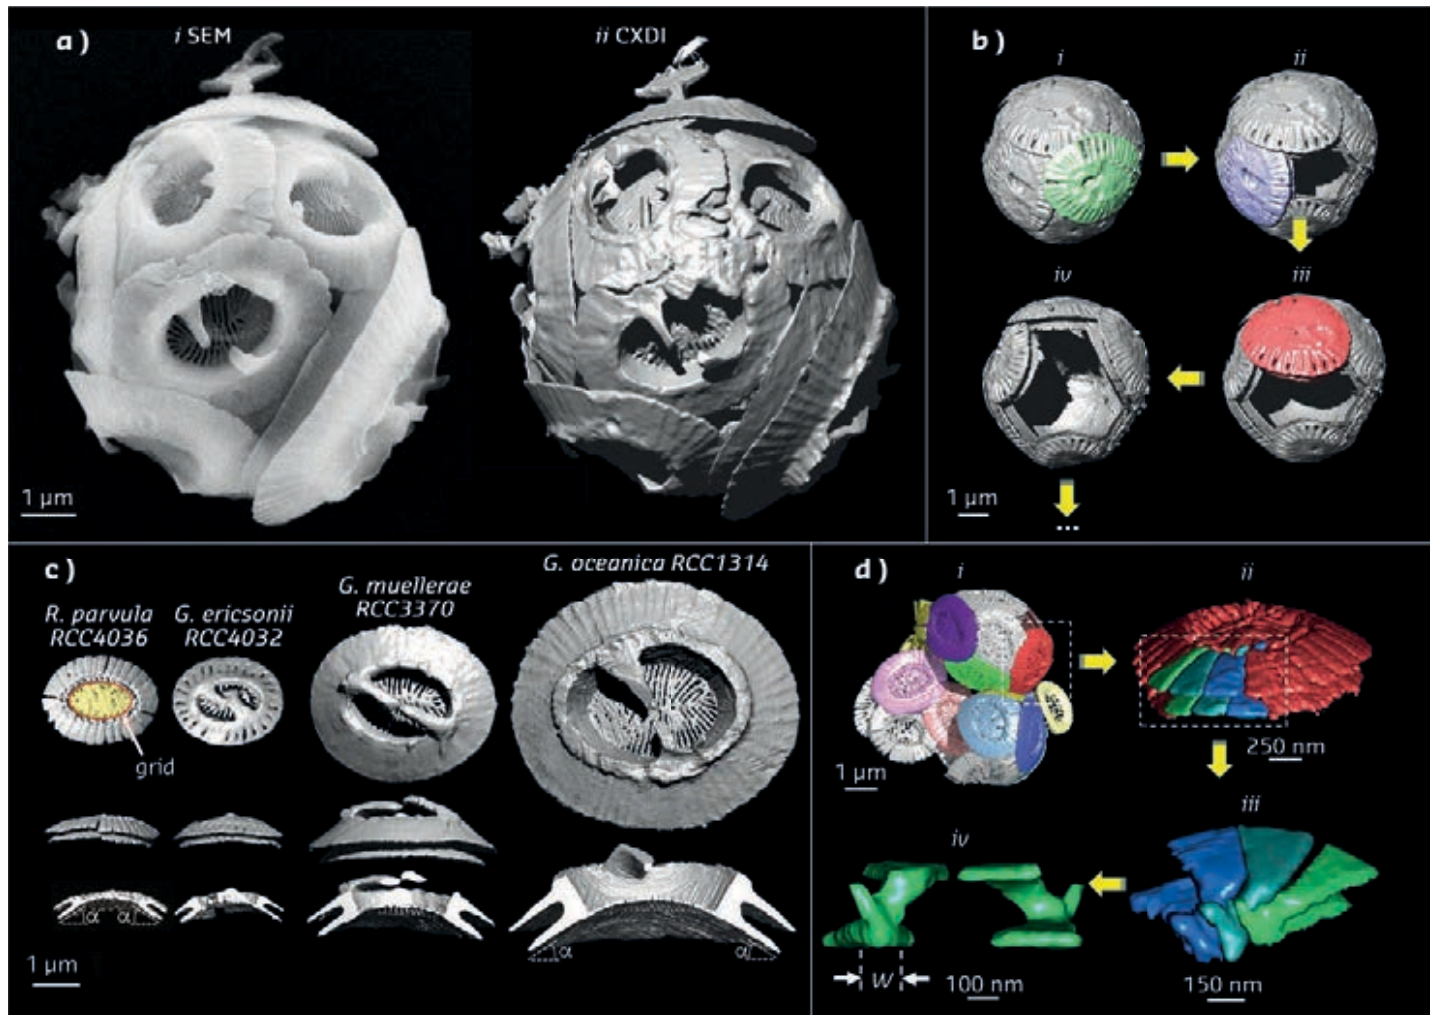 a )
i SEM
ii CXDI
1 µm
b )
i
ii
iv
iii
1 µm
...
c )
R. parvula
RCC4036
G. ericsonii
RCC4032
G. muellerae
RCC3370
G. oceanica RCC1314
grid
α
α
α
α
1 µm
d )
i
ii
1 µm
250 nm
iv
iii
W
100 nm
150 nm